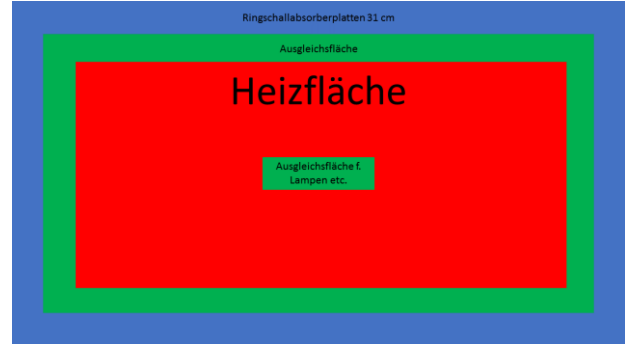 Ringschallabsorberplatten 31 cm
Ausgleichsfläche
Heizfläche
Ausgleichsfläche f.
Lampen etc.